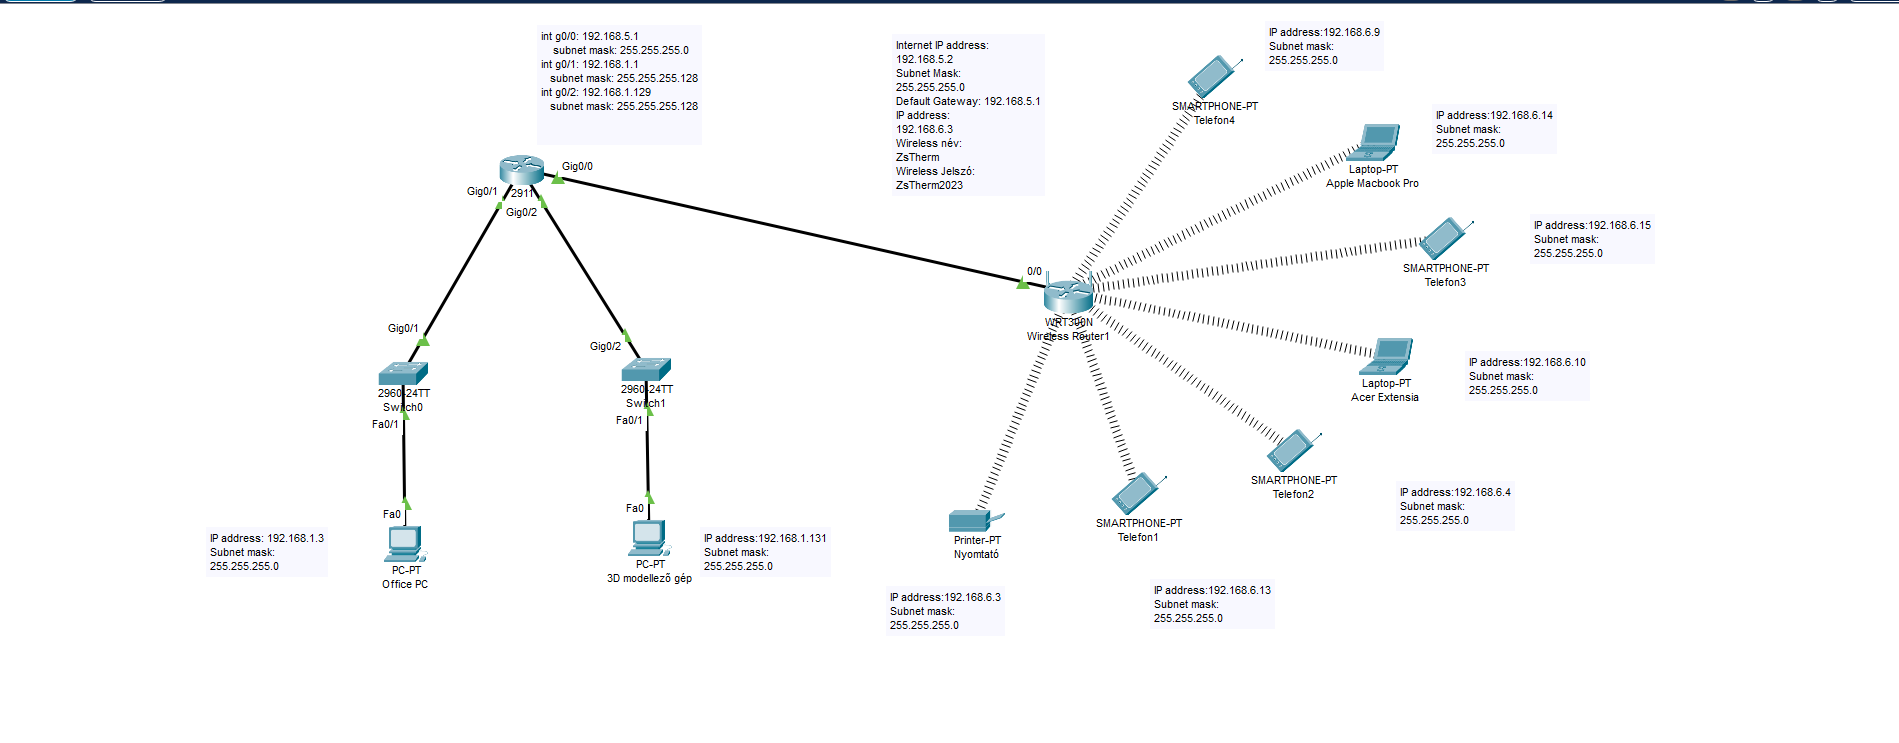 int g0/0: 192.168.5.1
subnet mask: 255.255.255.0
int g0/1: 192.168.1.1
subnet mask: 255.255.255.128
int g0/2: 192.168.1.129
subnet mask: 255.255.255.128
Internet IP address:
192.168.5.2
Subnet Mask:
255.255.255.0
Default Gateway: 192.168.5.1
IP address:
192.168.6.3
Wireless név:
ZsTherm
Wireless Jelszó:
ZsTherm2023
IP address:192.168.6.9
Subnet mask:
255.255.255.0
SMARTPHONE-PT
Telefon4
IP address:192.168.6.14
Subnet mask:
255.255.255.0
Laptop-PT
Apple Macbook Pro
Gig0/0
Gig0/1
2911
Gig0/2
IP address:192.168.6.15
Subnet mask:
255.255.255.0
SMARTPHONE-PT
Telefon3
0/0
WRT300N
Wireless Router1
Gig0/1
Gig0/2
2960-24TT
Switch0
Fa0/1
2960-24TT
Switch1
Fa0/1
Laptop-PT
Acer Extensia
IP address:192.168.6.10
Subnet mask:
255.255.255.0
SMARTPHONE-PT
Telefon2
IP address:192.168.6.4
Subnet mask:
255.255.255.0
Fa0
IP address: 192.168.1.3
Subnet mask:
255.255.255.0
PC-PT
Office PC
Fa0
PC-PT
3D modellező gép
IP address:192.168.1.131
Subnet mask:
255.255.255.0
Printer-PT
Nyomtató
SMARTPHONE-PT
Telefon1
IP address:192.168.6.3
Subnet mask:
255.255.255.0
IP address:192.168.6.13
Subnet mask:
255.255.255.0